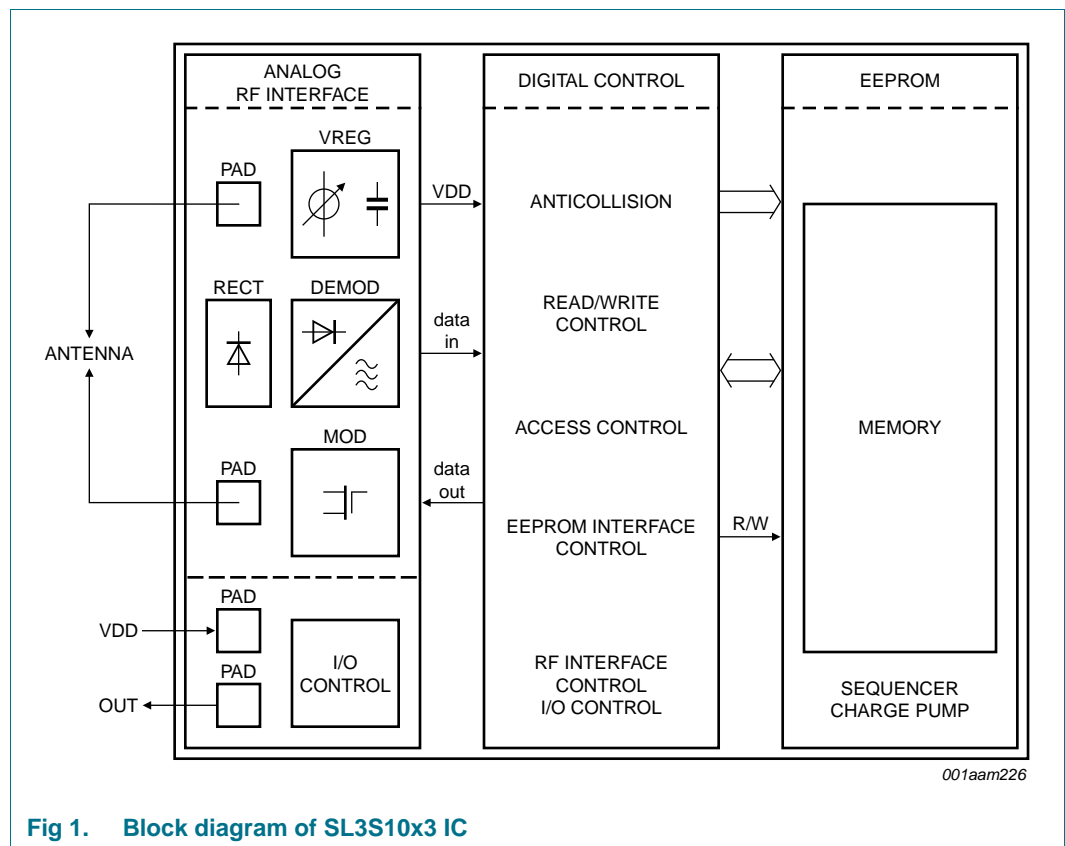 ANALOG
RF INTERFACE
VREG
PAD
RECT
DEMOD
MOD
PAD
ANTENNA
PAD
VDD
PAD
OUT
I/O
CONTROL
VDD
data
in
data
out
DIGITAL CONTROL
ANTICOLLISION
READ/WRITE
CONTROL
ACCESS CONTROL
EEPROM INTERFACE
CONTROL
RF INTERFACE
CONTROL
I/O CONTROL
R/W
EEPROM
MEMORY
SEQUENCER
CHARGE PUMP
001aam226
Fig 1. Block diagram of SL3S10x3 IC